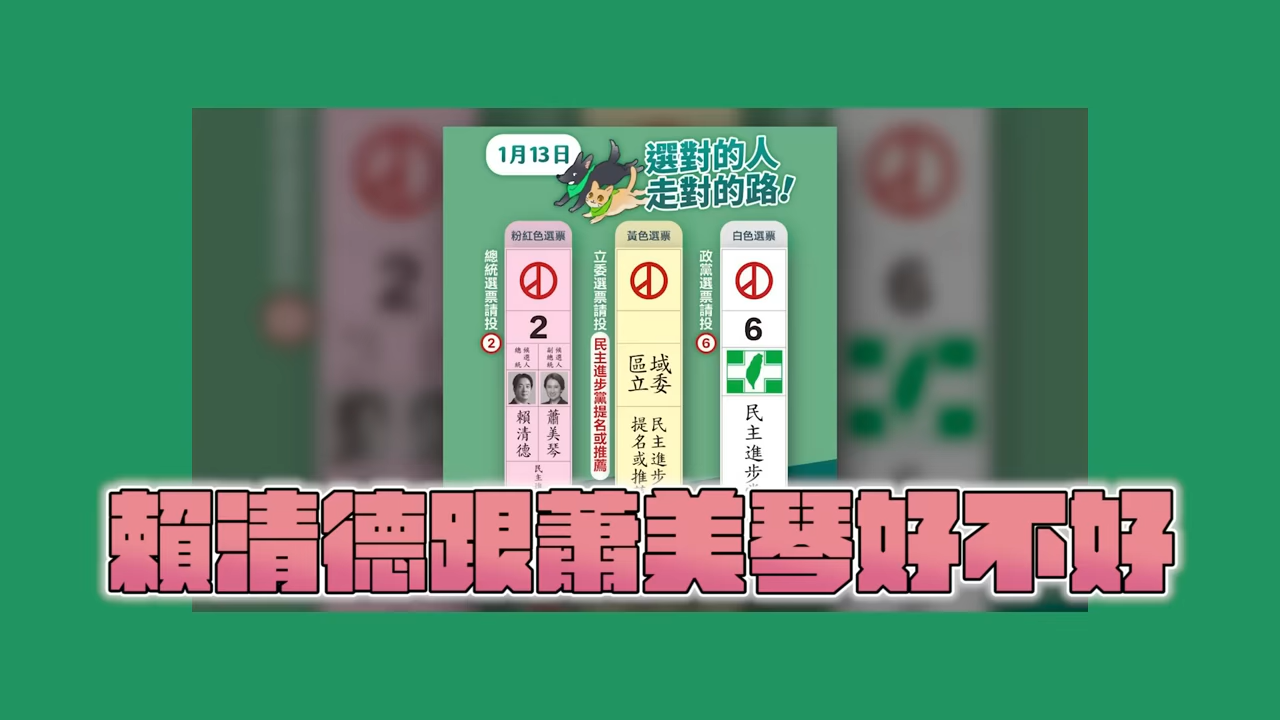 1月13日
選對的人
走對的路!
粉紅色選票
黃色選票
白色選票
總統選票請投
2
2
總統候選人
副總統候選人
賴清德
蕭美琴
民主
立委選票請投
民主進步黨提名或推薦
區域立委
民主進步
提名或推
政黨選票請投
6
6
民主進步
2
6
賴清德跟蕭美琴好不好